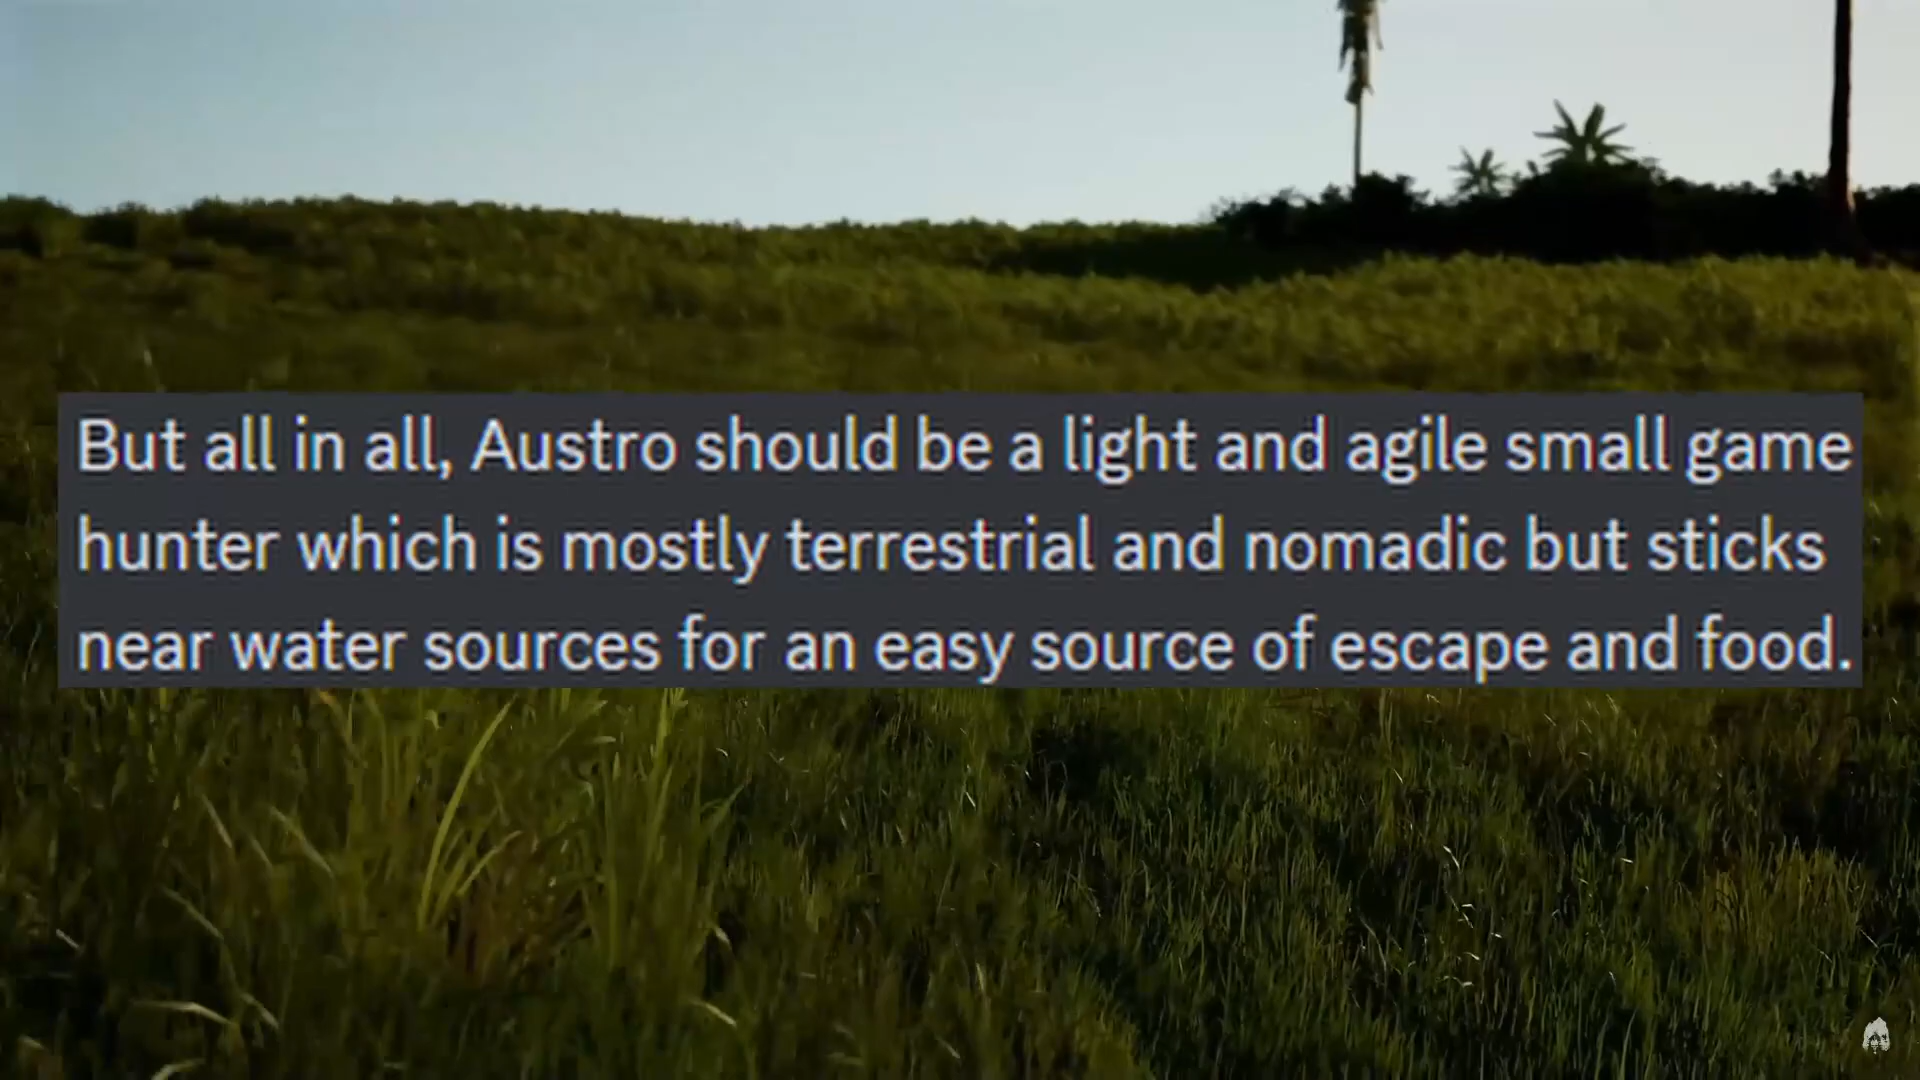 But all in all, Austro should be a light and agile small game
hunter which is mostly terrestrial and nomadic but sticks
near water sources for an easy source of escape and food.